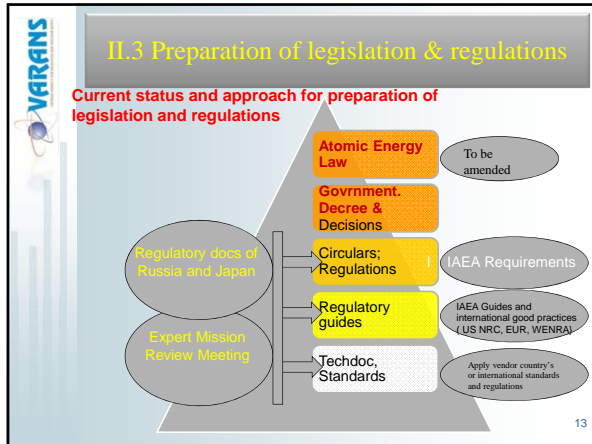 VARANS
II.3 Preparation of legislation & regulations
Current status and approach for preparation of
legislation and regulations
Atomic Energy
Law
To be
amended
Govrnment.
Decree &
Decisions
Regulatory docs of
Russia and Japan
Circulars;
Regulations
I IAEA Requirements
Regulatory
guides
IAEA Guides and
international good practices
( US NRC, EUR, WENRA)
Expert Mission
Review Meeting
Techdoc,
Standards
Apply vendor country's
or international standards
and regulations
13